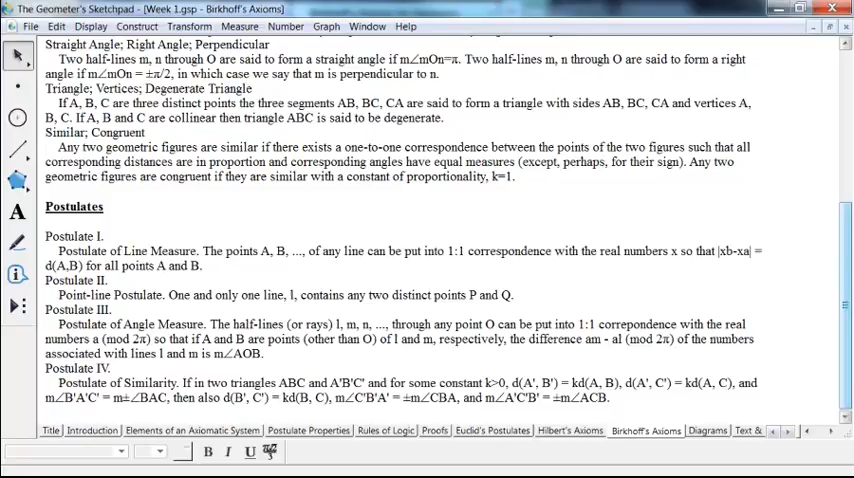 The Geometer's Sketchpad - [Week 1.gsp - Birkhoff's Axioms]
File Edit Display Construct Transform Measure Number Graph Window Help
Straight Angle; Right Angle; Perpendicular
Two half-lines m, n through O are said to form a straight angle if m∠mOn=π. Two half-lines m, n through O are said to form a right
angle if m∠mOn = ±π/2, in which case we say that m is perpendicular to n.
Triangle; Vertices; Degenerate Triangle
If A, B, C are three distinct points the three segments AB, BC, CA are said to form a triangle with sides AB, BC, CA and vertices A,
B, C. If A, B and C are collinear then triangle ABC is said to be degenerate.
Similar; Congruent
Any two geometric figures are similar if there exists a one-to-one correspondence between the points of the two figures such that all
corresponding distances are in proportion and corresponding angles have equal measures (except, perhaps, for their sign). Any two
geometric figures are congruent if they are similar with a constant of proportionality, k=1.
Postulates
Postulate I.
Postulate of Line Measure. The points A, B, ..., of any line can be put into 1:1 correspondence with the real numbers x so that |xb-xa| =
d(A,B) for all points A and B.
Postulate II.
Point-line Postulate. One and only one line, l, contains any two distinct points P and Q.
Postulate III.
Postulate of Angle Measure. The half-lines (or rays) l, m, n, ..., through any point O can be put into 1:1 correpondence with the real
numbers a (mod 2π) so that if A and B are points (other than O) of l and m, respectively, the difference am - al (mod 2π) of the numbers
associated with lines l and m is m∠AOB.
Postulate IV.
Postulate of Similarity. If in two triangles ABC and A'B'C' and for some constant k>0, d(A', B') = kd(A, B), d(A', C') = kd(A, C), and
m∠B'A'C' = m±∠BAC, then also d(B', C') = kd(B, C), m∠C'B'A' = ±m∠CBA, and m∠A'C'B' = ±m∠ACB.
Title Introduction Elements of an Axiomatic System Postulate Properties Rules of Logic Proofs Euclid's Postulates Hilbert's Axioms Birkhoff's Axioms Diagrams Text &
B I U